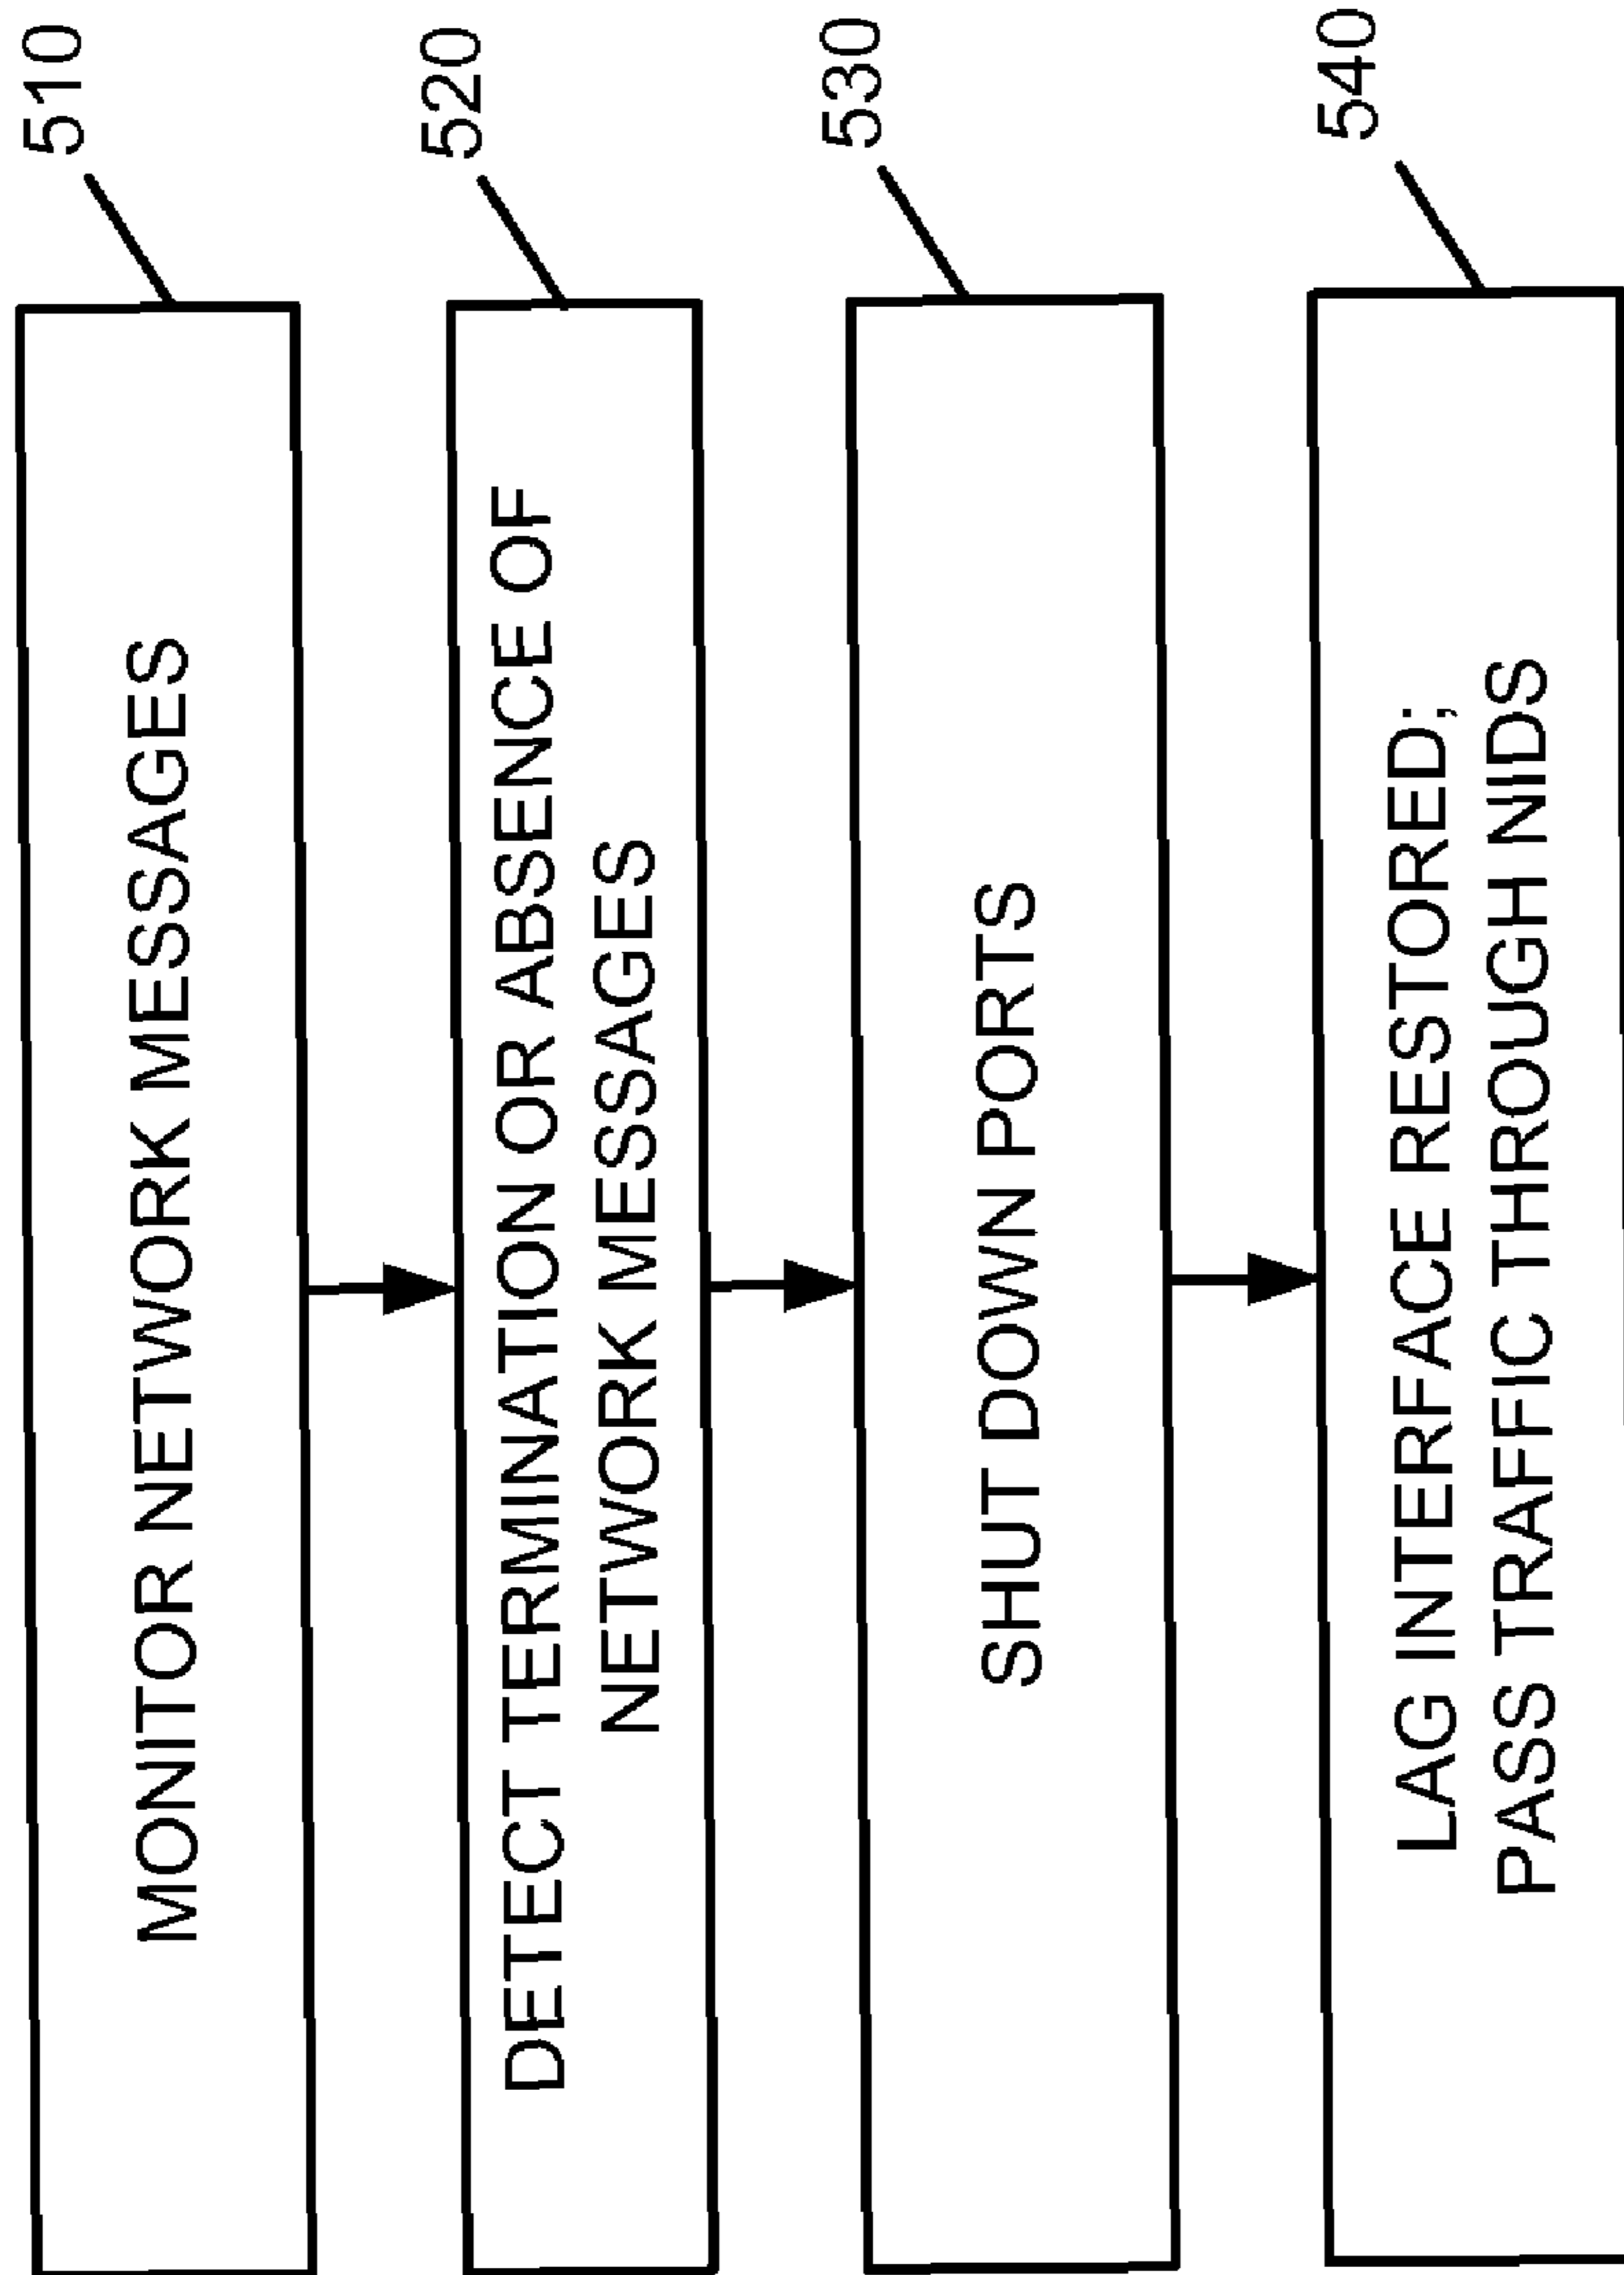 510
MONITOR NETWORK MESSAGES
520
DETECT TERMINATION OR ABSENCE OF
NETWORK MESSAGES
530
SHUT DOWN PORTS
540
LAG INTERFACE RESTORED;
PASS TRAFFIC THROUGH NIDS